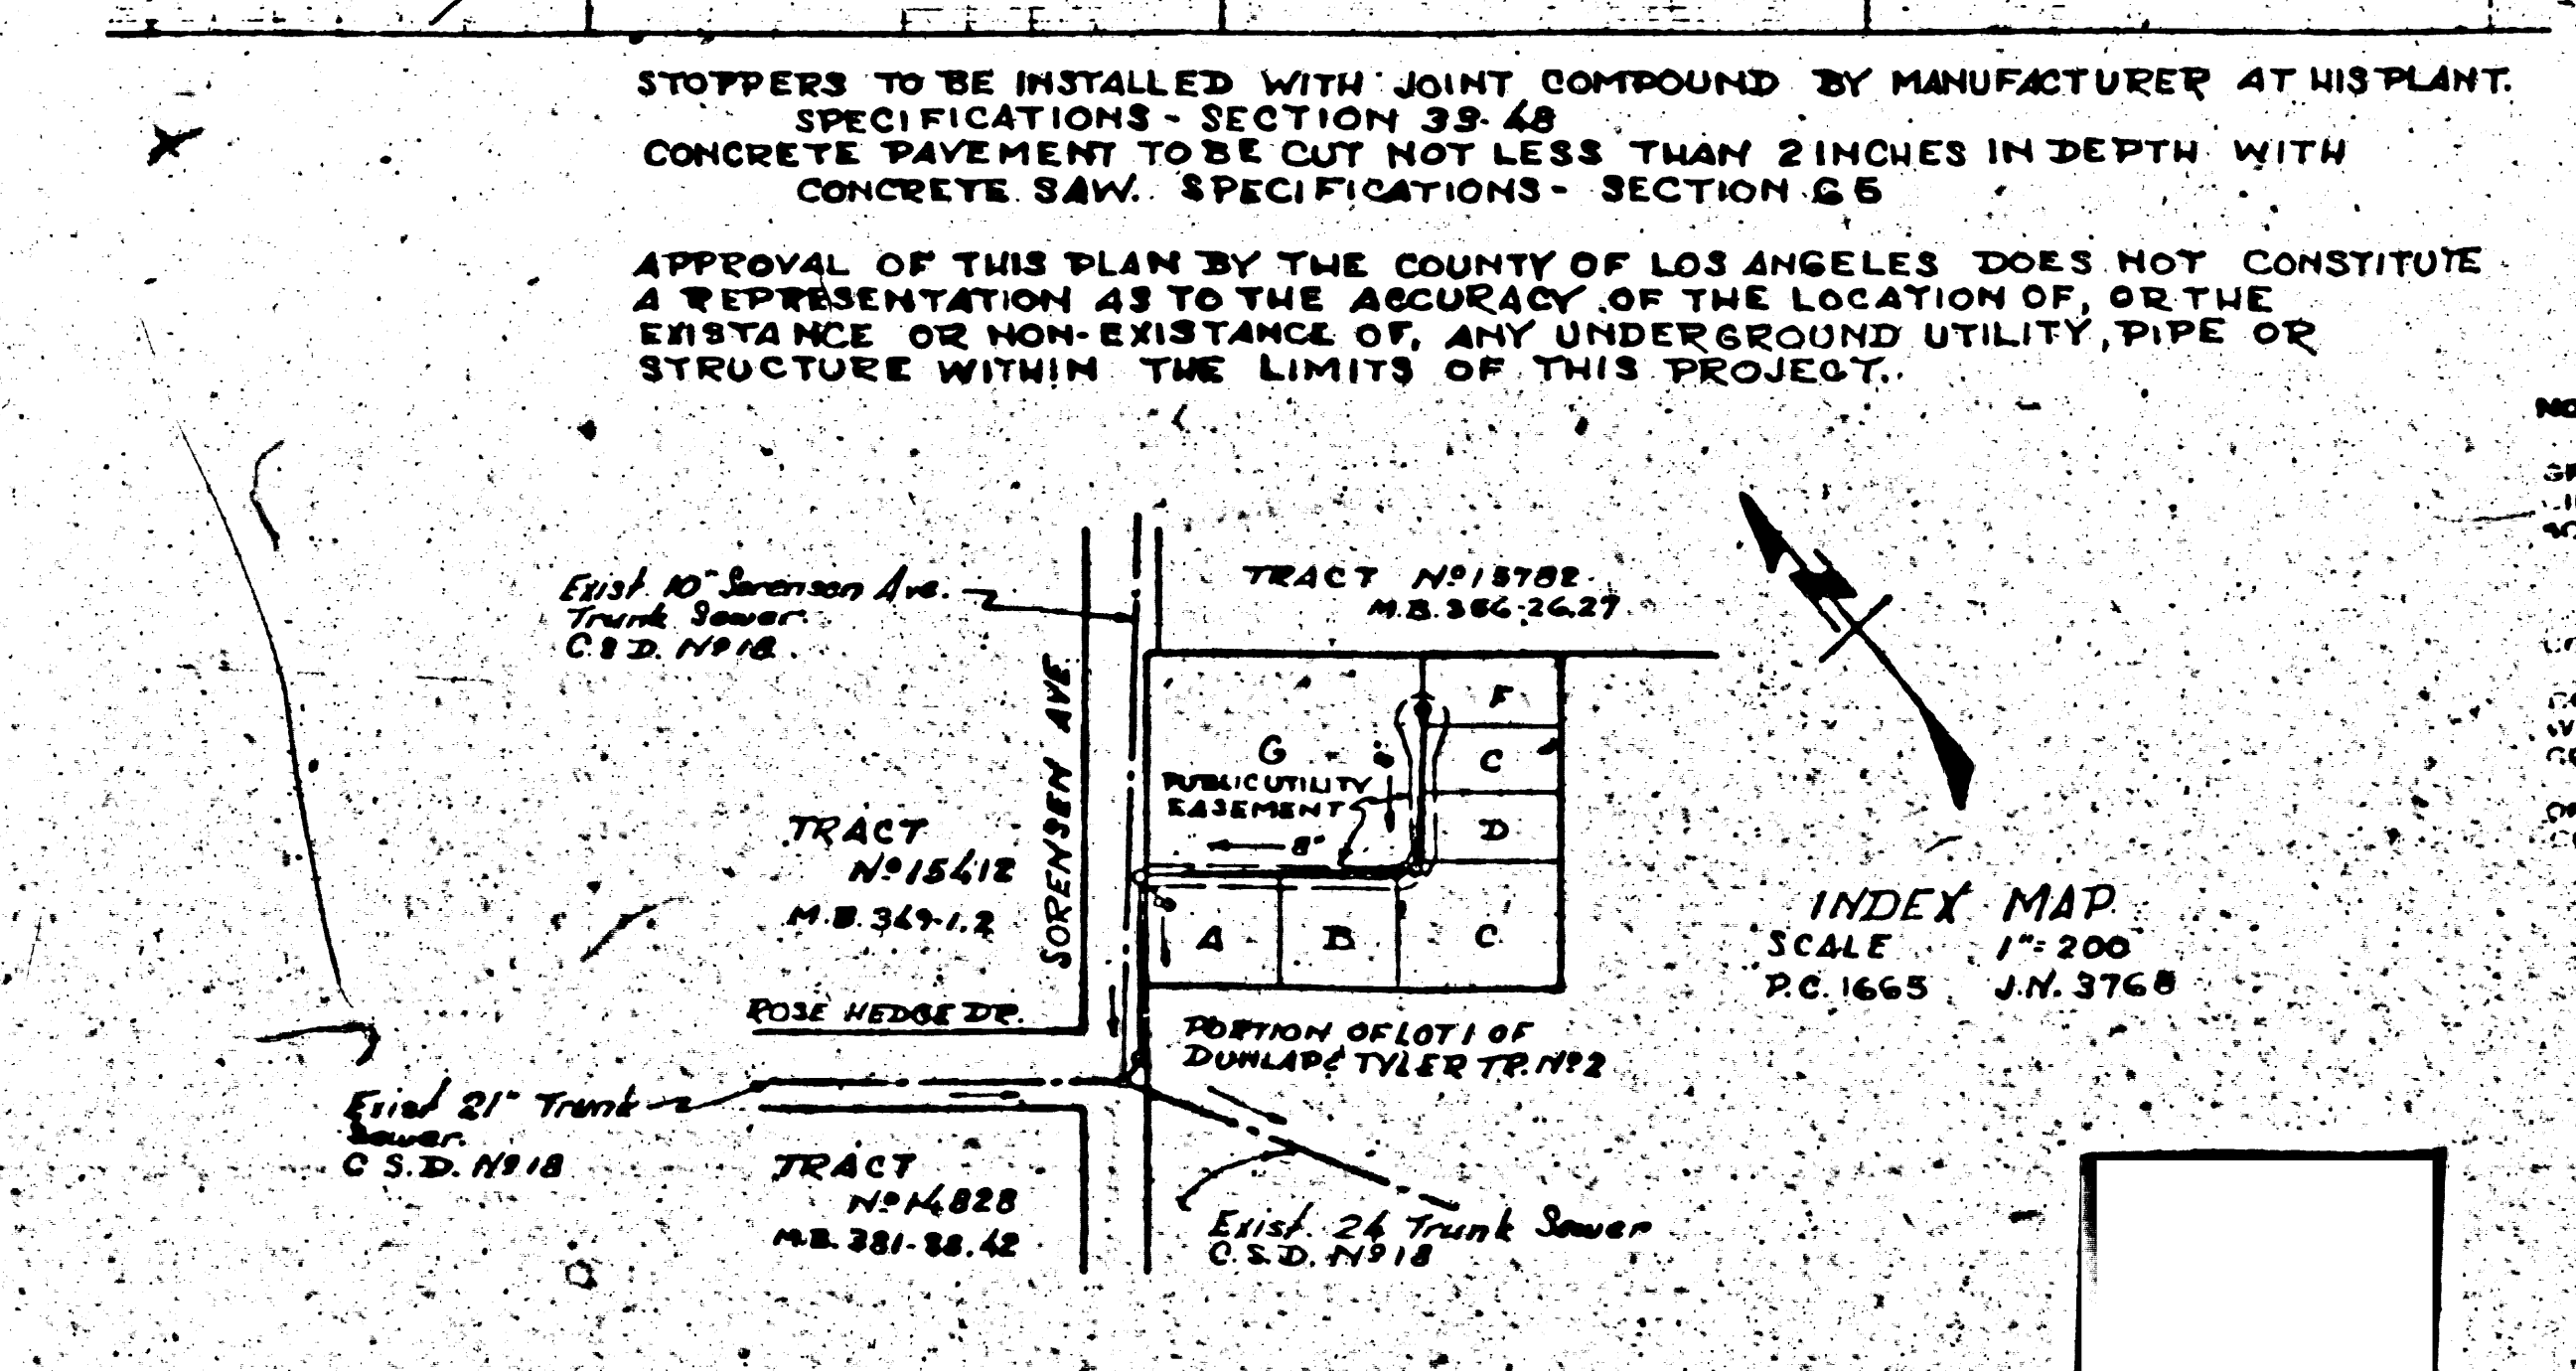 STOPPERS TO BE INSTALLED WITH JOINT COMPOUND BY MANUFACTURER AT HIS PLANT.
SPECIFICATIONS - SECTION 39-48
CONCRETE PAVEMENT TO BE CUT NOT LESS THAN 2 INCHES IN DEPTH WITH
CONCRETE SAW. SPECIFICATIONS - SECTION 65
APPROVAL OF THIS PLAN BY THE COUNTY OF LOS ANGELES DOES NOT CONSTITUTE
A REPRESENTATION AS TO THE ACCURACY OF THE LOCATION OF, OR THE
EXISTANCE OR NON-EXISTANCE OF, ANY UNDERGROUND UTILITY, PIPE OR
STRUCTURE WITHIN THE LIMITS OF THIS PROJECT.
Exist. 10" Sorensen Ave.
Trunk Sewer
C.S.D. Nº 18
TRACT Nº 15782
M.B. 386-26,27
SORENSEN AVE.
F
G
C
PUBLIC UTILITY
EASEMENT
D
8"
TRACT
Nº 15412
M.B. 369-1,2
A
B
C
INDEX MAP
SCALE 1"=200
P.C. 1665 J.N. 3768
ROSE HEDGE DR.
PORTION OF LOT 1 OF
DUNLAP & TYLER TR. Nº 2
Exist 21" Trunk
Sewer.
C.S.D. Nº 18
TRACT
Nº 14828
M.B. 381-38.42
Exist. 24 Trunk Sewer
C.S.D. Nº 18